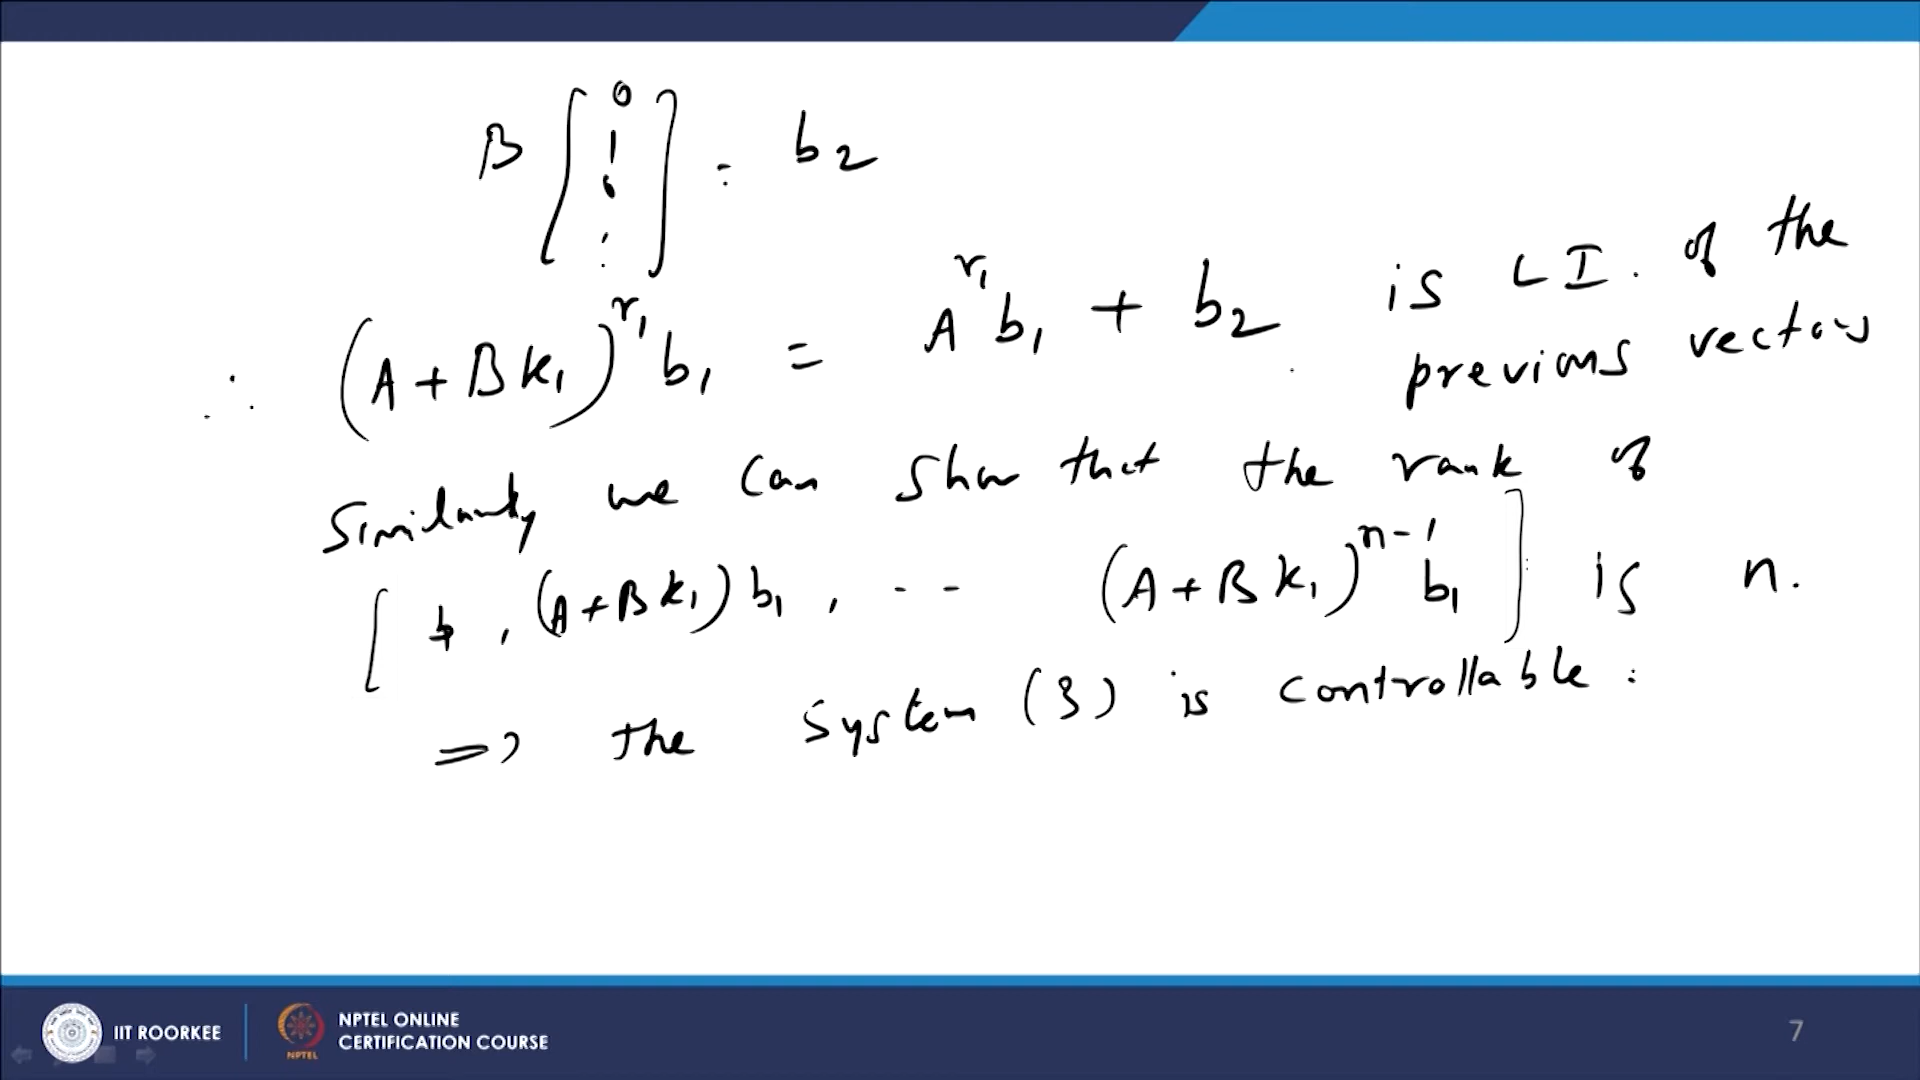 B [0 1 0 ⋮] = b₂
∴ (A + BK₁)^{r₁} b₁ = A^{r₁} b₁ + b₂ is LI. of the
previous vectors
Similarly we can show that the rank of
[b, (A+BK₁)b₁, -- (A+BK₁)^{n-1} b₁] is n.
⇒ the system (3) is controllable.
IIT ROORKEE
NPTEL
NPTEL ONLINE
CERTIFICATION COURSE
7